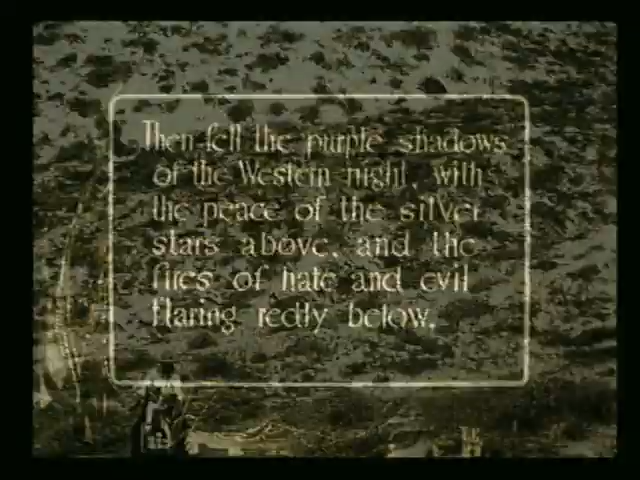 Then fell the purple shadows
of the Western night, with
the peace of the silver
stars above, and the
fires of hate and evil
flaring redly below.